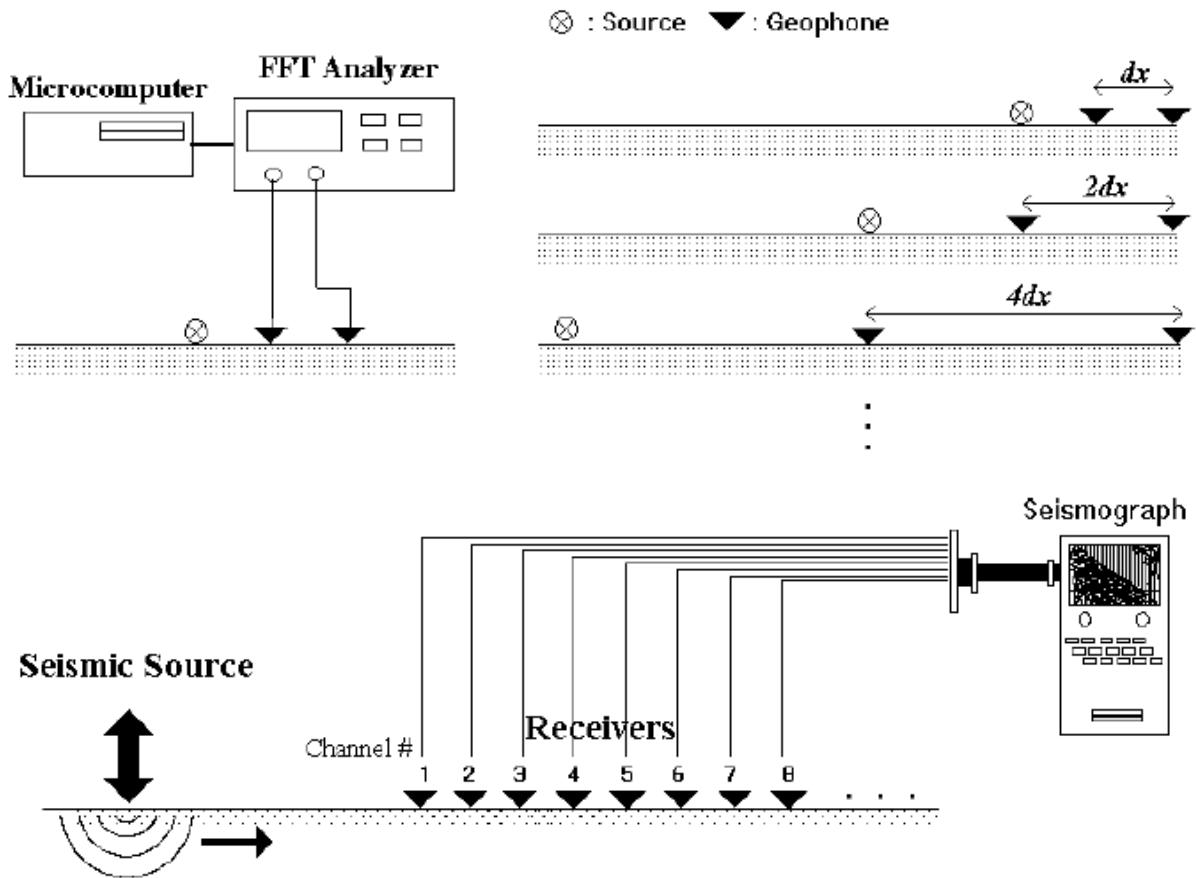 ⊗ : Source ▼ : Geophone
FFT Analyzer
Microcomputer
dx
2dx
4dx
Seismograph
Seismic Source
Receivers
Channel #
1 2 3 4 5 6 7 8 . . .